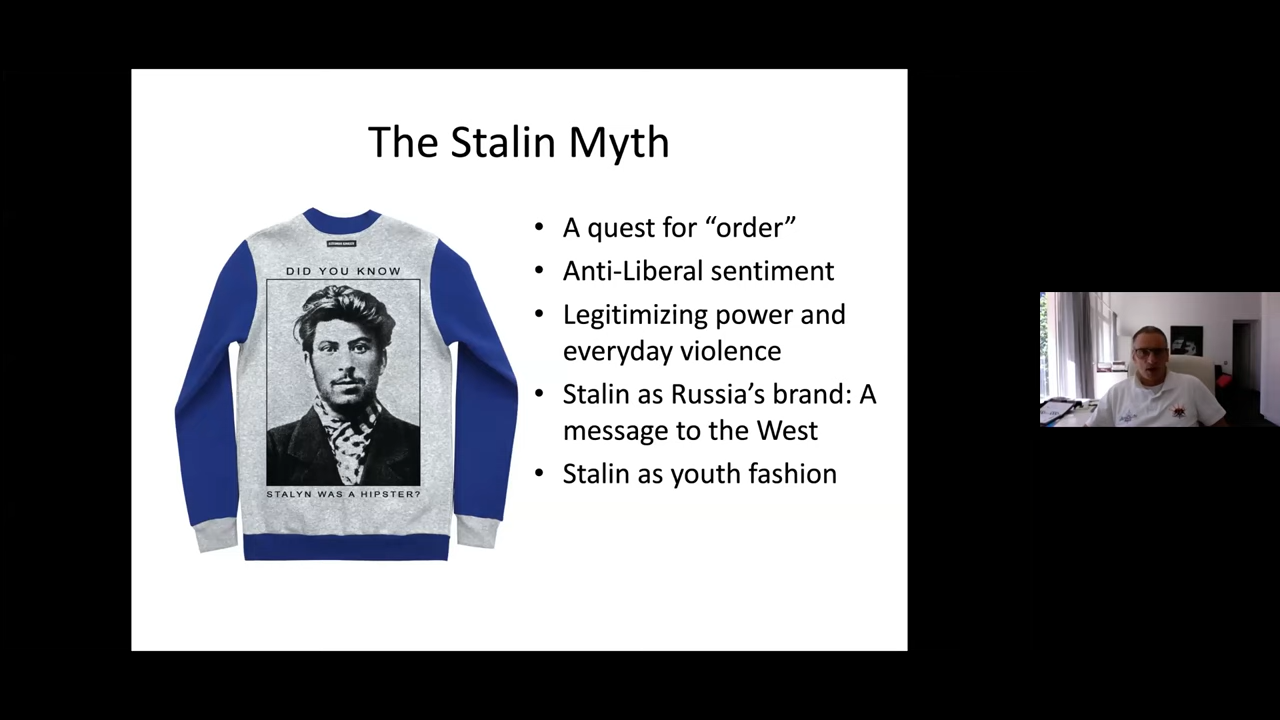 The Stalin Myth
DID YOU KNOW
STALYN WAS A HIPSTER?
• A quest for “order”
• Anti-Liberal sentiment
• Legitimizing power and
everyday violence
• Stalin as Russia’s brand: A
message to the West
• Stalin as youth fashion